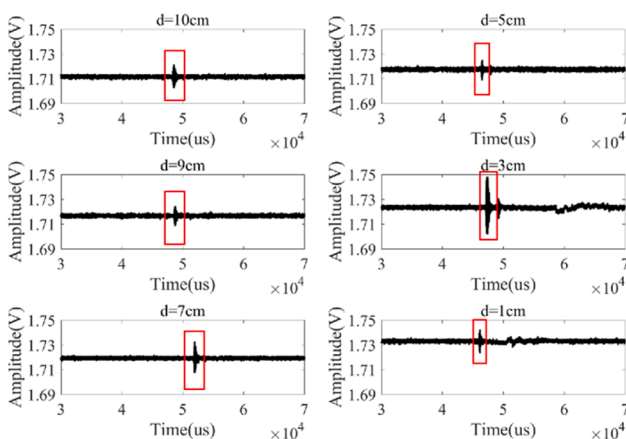 d=10cm
Amplitude(V)
1.75
1.73
1.71
1.69
3 4 5 6 7
Time(us)
×10⁴
d=5cm
Amplitude(V)
1.75
1.73
1.71
1.69
3 4 5 6 7
Time(us)
×10⁴
d=9cm
Amplitude(V)
1.75
1.73
1.71
1.69
3 4 5 6 7
Time(us)
×10⁴
d=3cm
Amplitude(V)
1.75
1.73
1.71
1.69
3 4 5 6 7
Time(us)
×10⁴
d=7cm
Amplitude(V)
1.75
1.73
1.71
1.69
3 4 5 6 7
Time(us)
×10⁴
d=1cm
Amplitude(V)
1.75
1.73
1.71
1.69
3 4 5 6 7
Time(us)
×10⁴